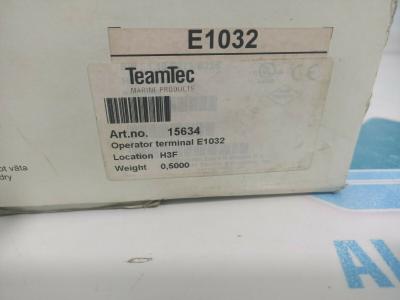 E1032
TeamTec
MARINE PRODUCTS
Art.no. 15634
Operator terminal E1032
Location H3F
Weight 0,5000
ot våta
dry